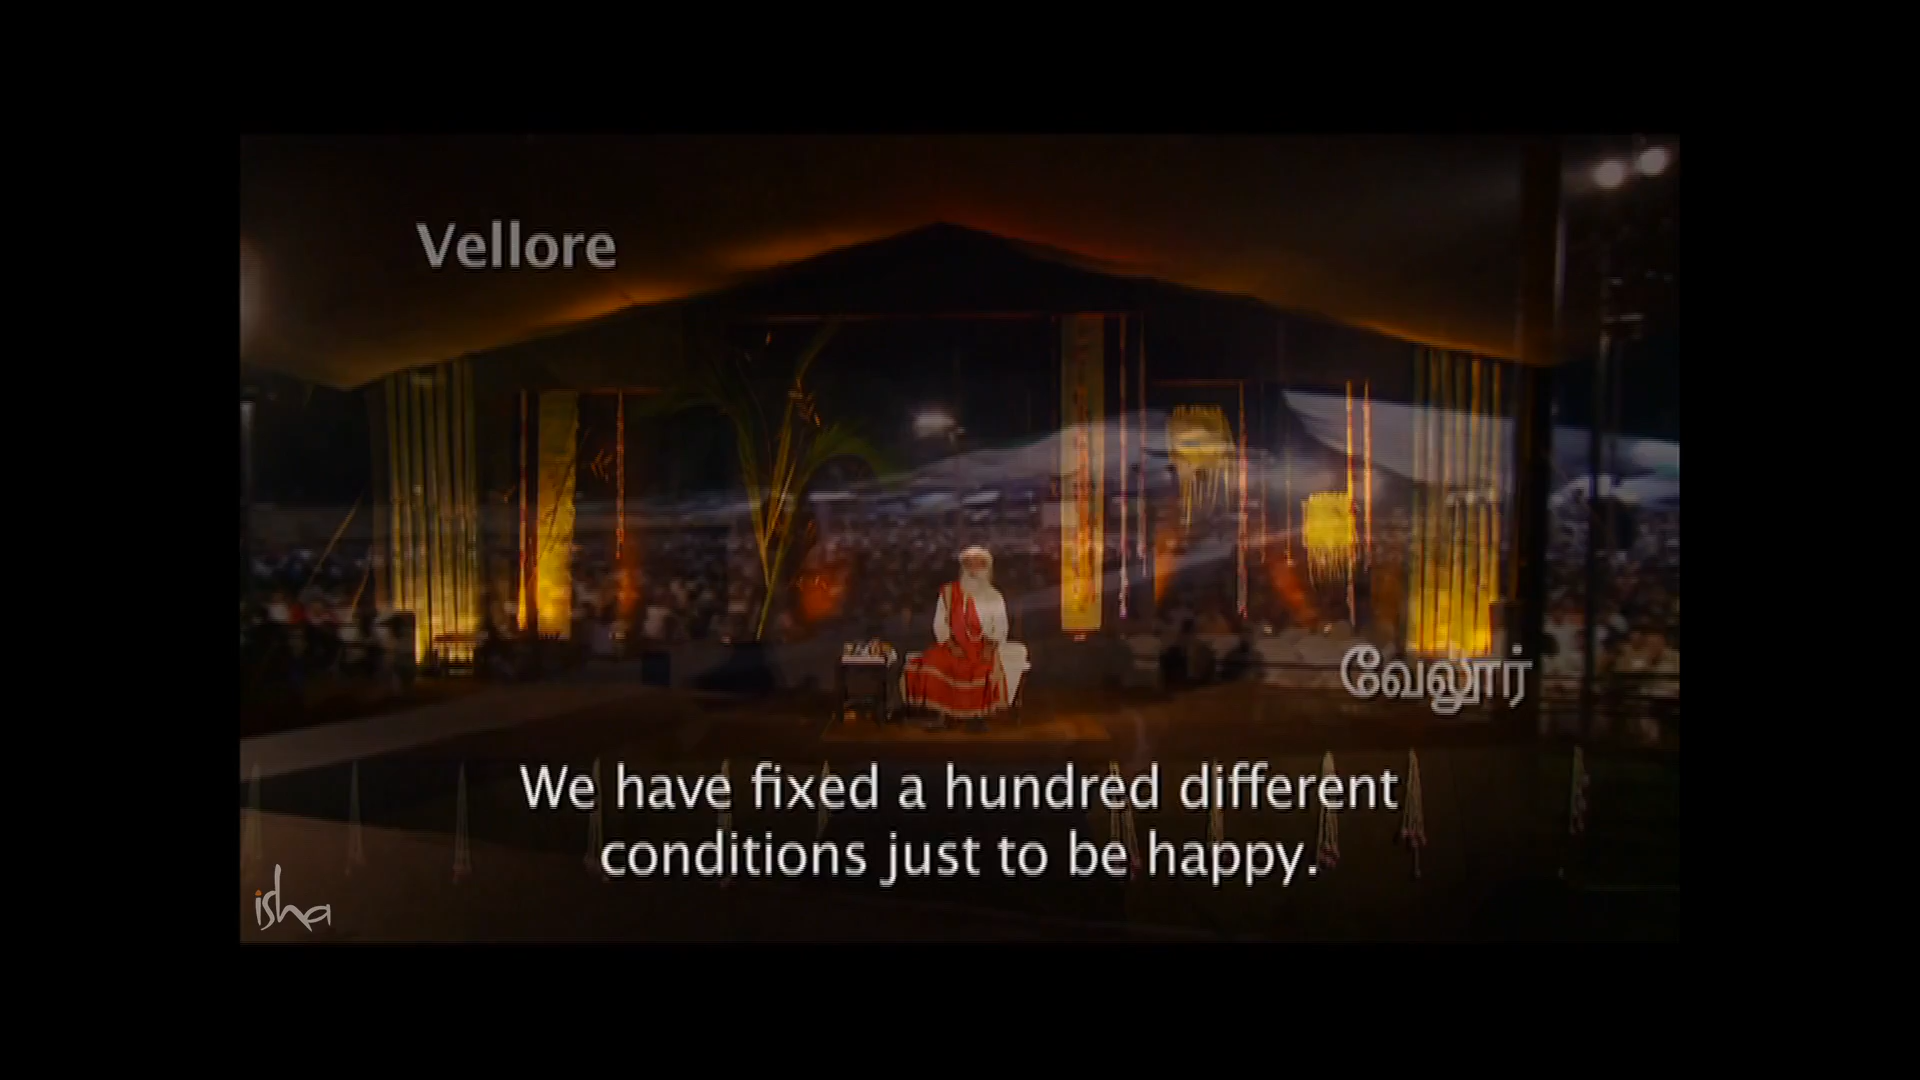 Vellore
வேலூர்
We have fixed a hundred different
conditions just to be happy.
isha